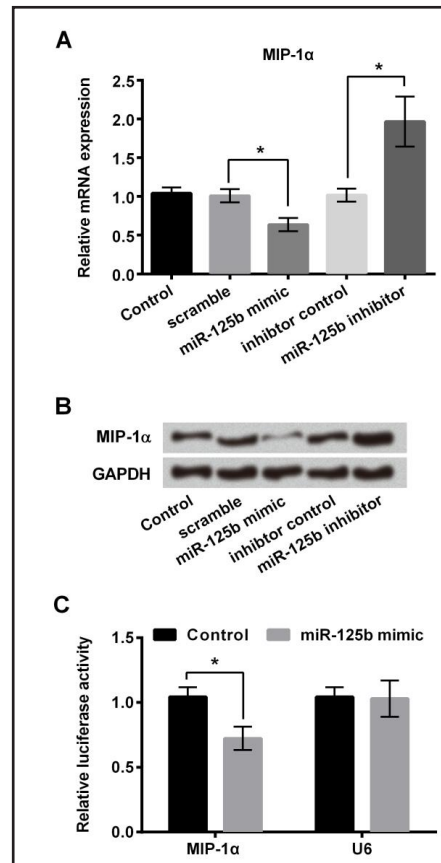 A
MIP-1α
Relative mRNA expression
2.5
2.0
1.5
1.0
0.5
0.0
*
*
Control
scramble
miR-125b mimic
inhibtor control
miR-125b inhibitor
B
MIP-1α
GAPDH
Control
scramble
miR-125b mimic
inhibtor control
miR-125b inhibitor
C
Control miR-125b mimic
Relative luciferase activity
1.5
1.0
0.5
0.0
*
MIP-1α U6